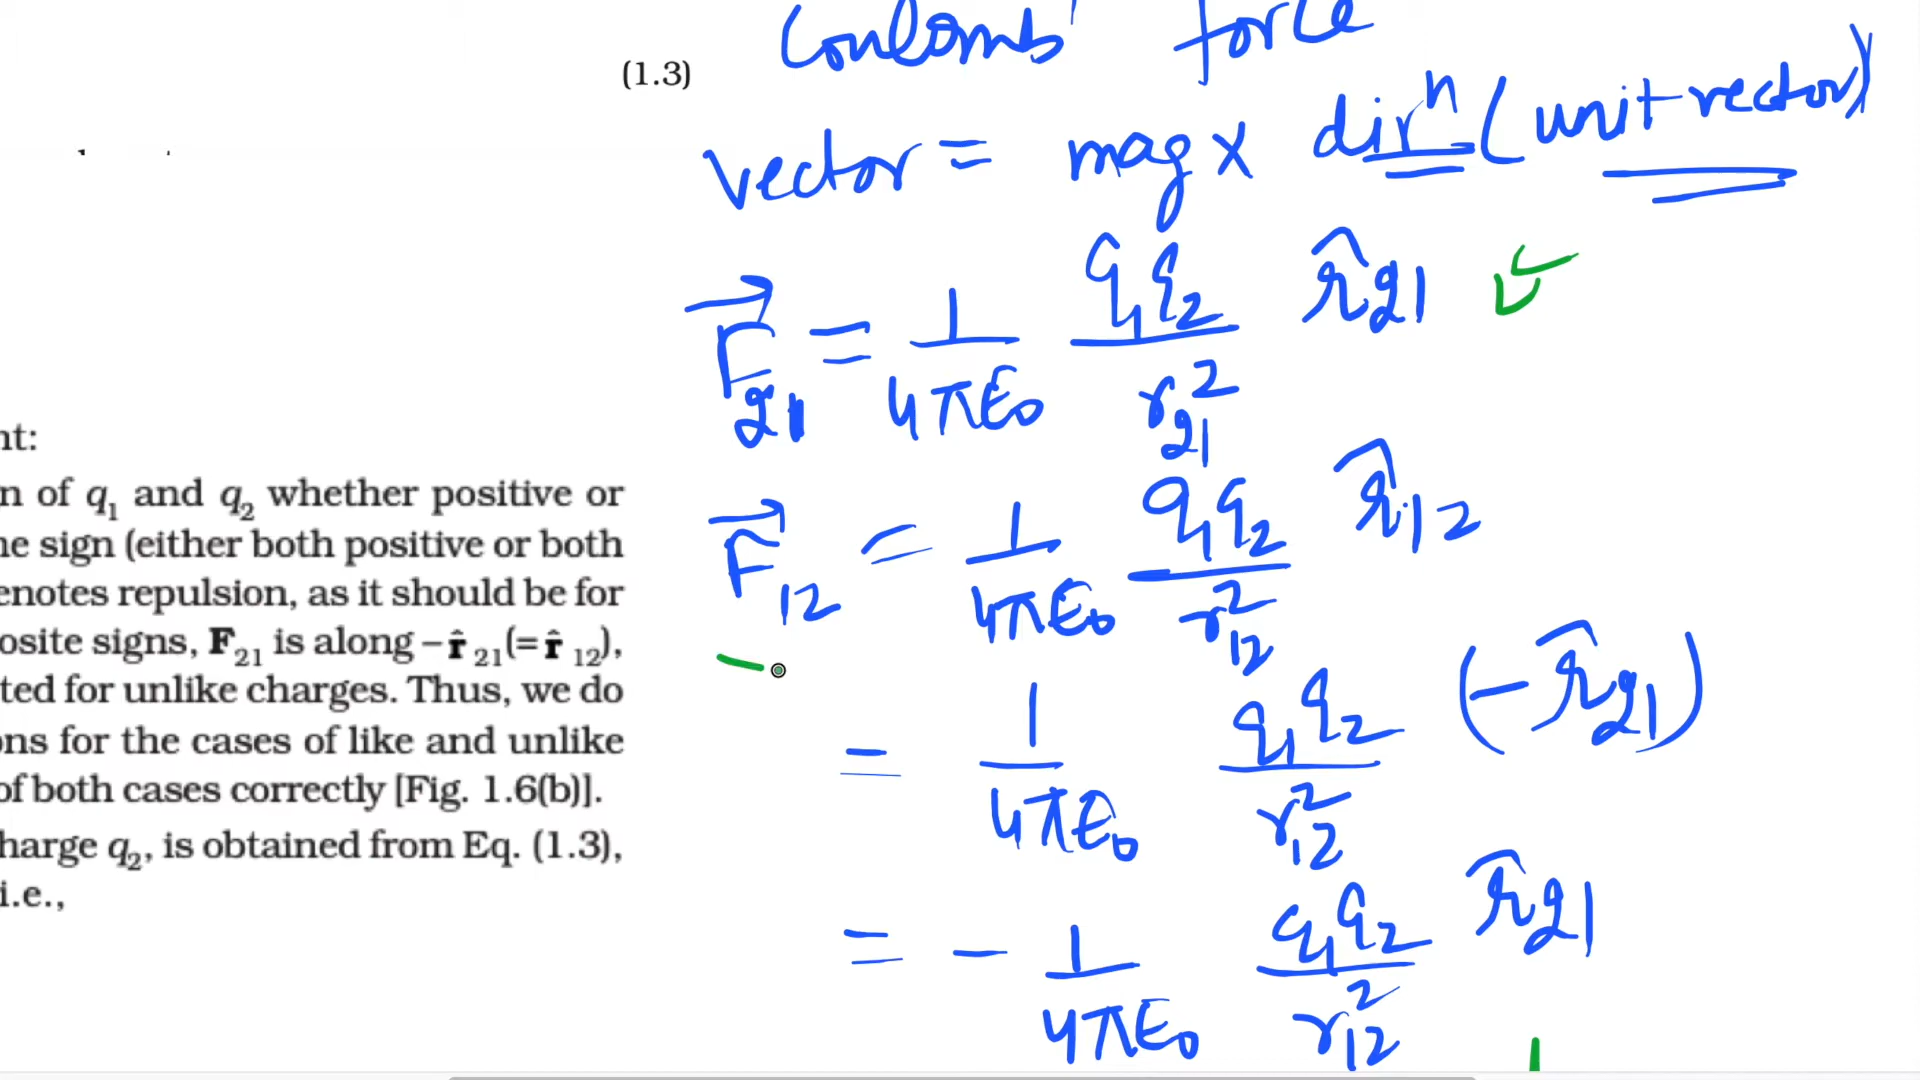 Coulomb' force
(1.3)
vector = mag x dirⁿ (unit-vector)
F⃗₂₁ = 1/4πε₀ q₁q₂/r₂₁² r̂₂₁
nt:
n of q₁ and q₂ whether positive or
F⃗₁₂ = 1/4πε₀ q₁q₂/r₁₂² r̂₁₂
ne sign (either both positive or both
enotes repulsion, as it should be for
osite signs, F₂₁ is along – r̂ ₂₁(= r̂ ₁₂),
ted for unlike charges. Thus, we do
= 1/4πε₀ q₁q₂/r₁₂² (– r̂₂₁)
ons for the cases of like and unlike
of both cases correctly [Fig. 1.6(b)].
harge q₂, is obtained from Eq. (1.3),
i.e.,
= – 1/4πε₀ q₁q₂/r₁₂² r̂₂₁